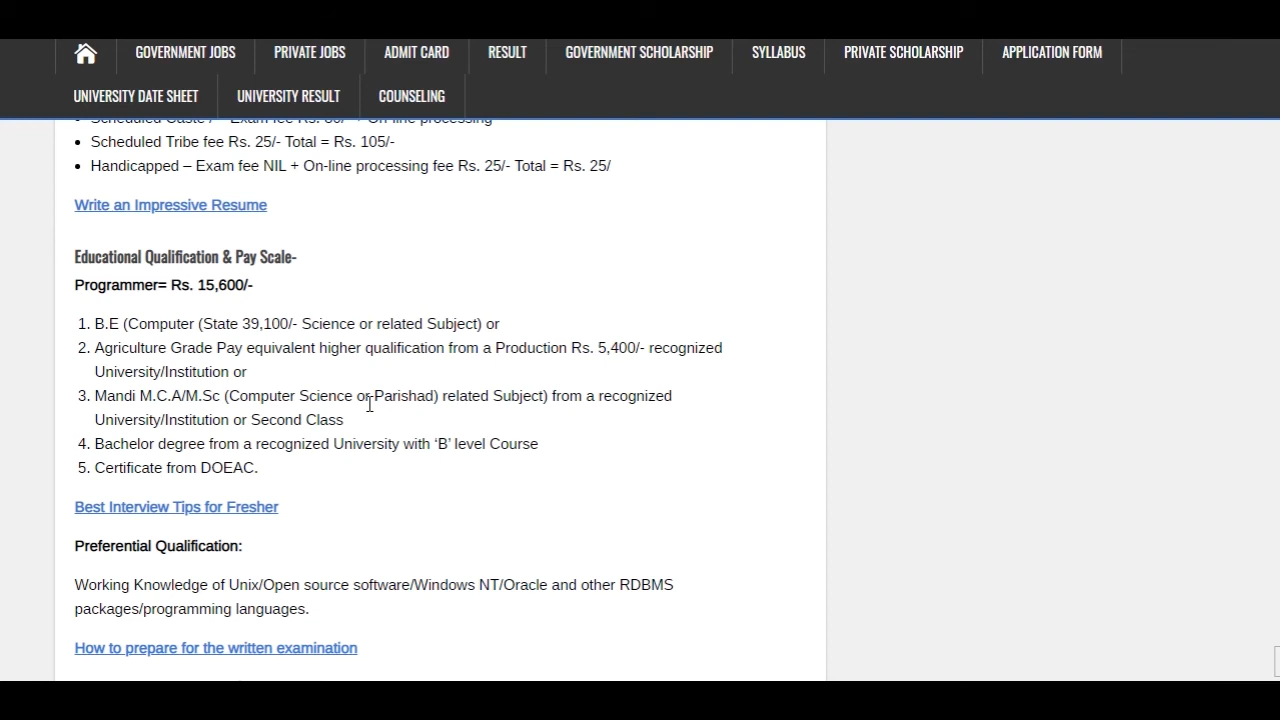 GOVERNMENT JOBS PRIVATE JOBS ADMIT CARD RESULT GOVERNMENT SCHOLARSHIP SYLLABUS PRIVATE SCHOLARSHIP APPLICATION FORM
UNIVERSITY DATE SHEET UNIVERSITY RESULT COUNSELING
• Scheduled Tribe fee Rs. 25/- Total = Rs. 105/-
• Handicapped – Exam fee NIL + On-line processing fee Rs. 25/- Total = Rs. 25/
Write an Impressive Resume
Educational Qualification & Pay Scale-
Programmer= Rs. 15,600/-
1. B.E (Computer (State 39,100/- Science or related Subject) or
2. Agriculture Grade Pay equivalent higher qualification from a Production Rs. 5,400/- recognized
University/Institution or
3. Mandi M.C.A/M.Sc (Computer Science or Parishad) related Subject) from a recognized
University/Institution or Second Class
4. Bachelor degree from a recognized University with ‘B’ level Course
5. Certificate from DOEAC.
Best Interview Tips for Fresher
Preferential Qualification:
Working Knowledge of Unix/Open source software/Windows NT/Oracle and other RDBMS
packages/programming languages.
How to prepare for the written examination